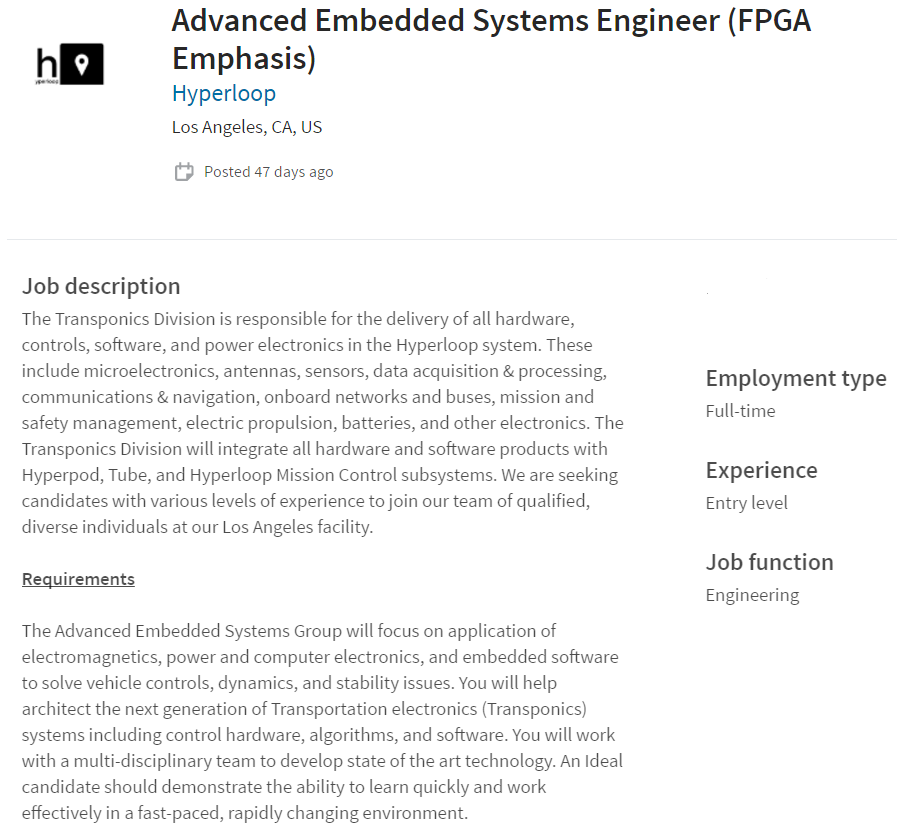 Advanced Embedded Systems Engineer (FPGA
Emphasis)
h
yperloop
Hyperloop
Los Angeles, CA, US
Posted 47 days ago
Job description
The Transponics Division is responsible for the delivery of all hardware,
controls, software, and power electronics in the Hyperloop system. These
include microelectronics, antennas, sensors, data acquisition & processing,
communications & navigation, onboard networks and buses, mission and
safety management, electric propulsion, batteries, and other electronics. The
Transponics Division will integrate all hardware and software products with
Hyperpod, Tube, and Hyperloop Mission Control subsystems. We are seeking
candidates with various levels of experience to join our team of qualified,
diverse individuals at our Los Angeles facility.
Requirements
The Advanced Embedded Systems Group will focus on application of
electromagnetics, power and computer electronics, and embedded software
to solve vehicle controls, dynamics, and stability issues. You will help
architect the next generation of Transportation electronics (Transponics)
systems including control hardware, algorithms, and software. You will work
with a multi-disciplinary team to develop state of the art technology. An Ideal
candidate should demonstrate the ability to learn quickly and work
effectively in a fast-paced, rapidly changing environment.
Employment type
Full-time
Experience
Entry level
Job function
Engineering